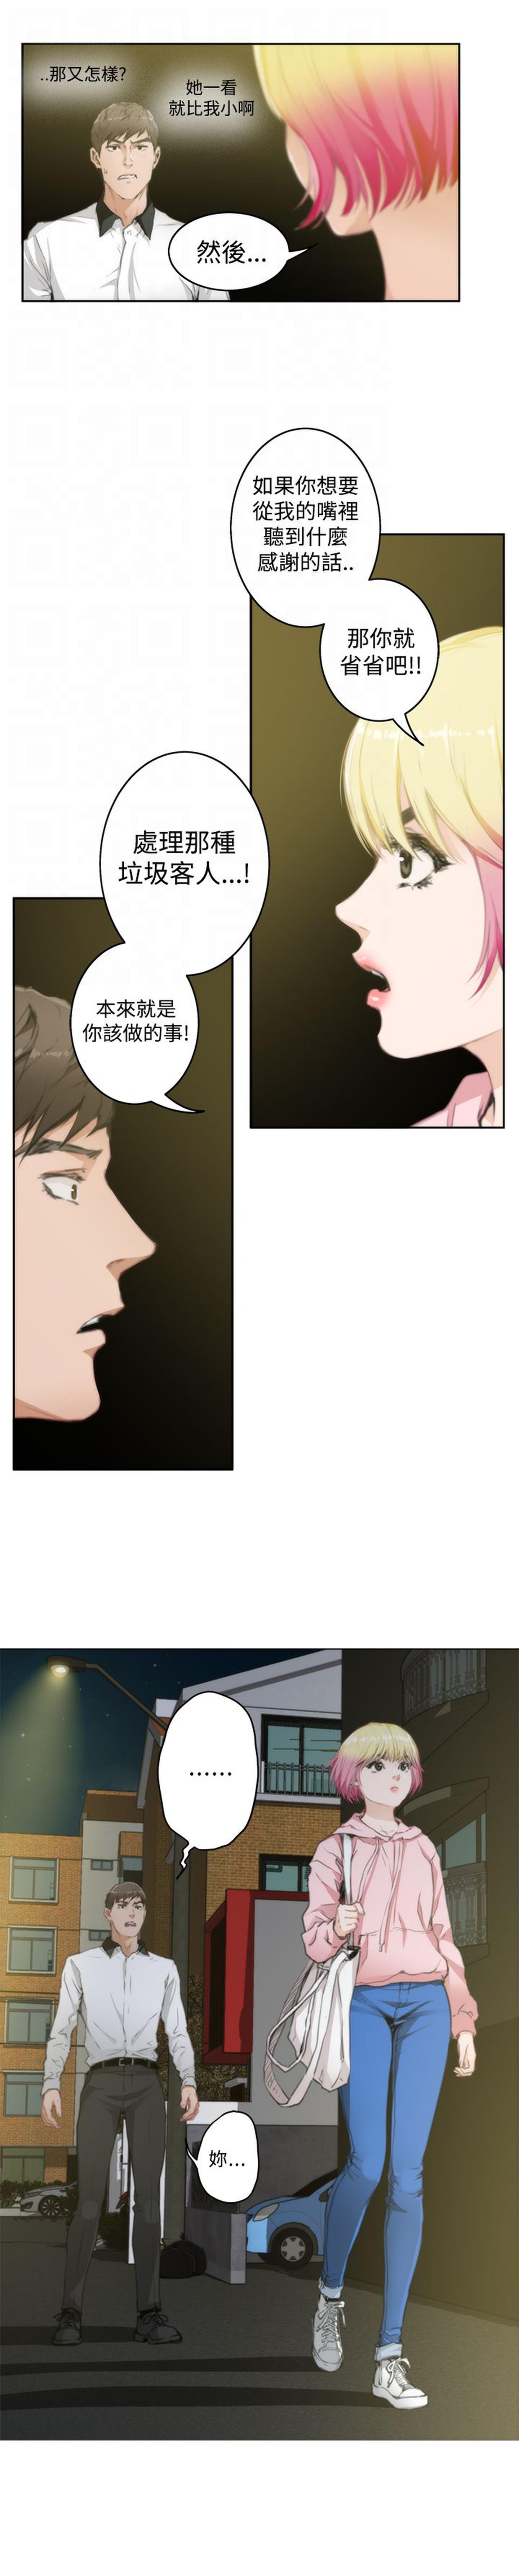 ..那又怎樣?
她一看
就比我小啊
然後...
如果你想要
從我的嘴裡
聽到什麼
感謝的話..
那你就
省省吧!!
處理那種
垃圾客人...!
本來就是
你該做的事!
......
妳...